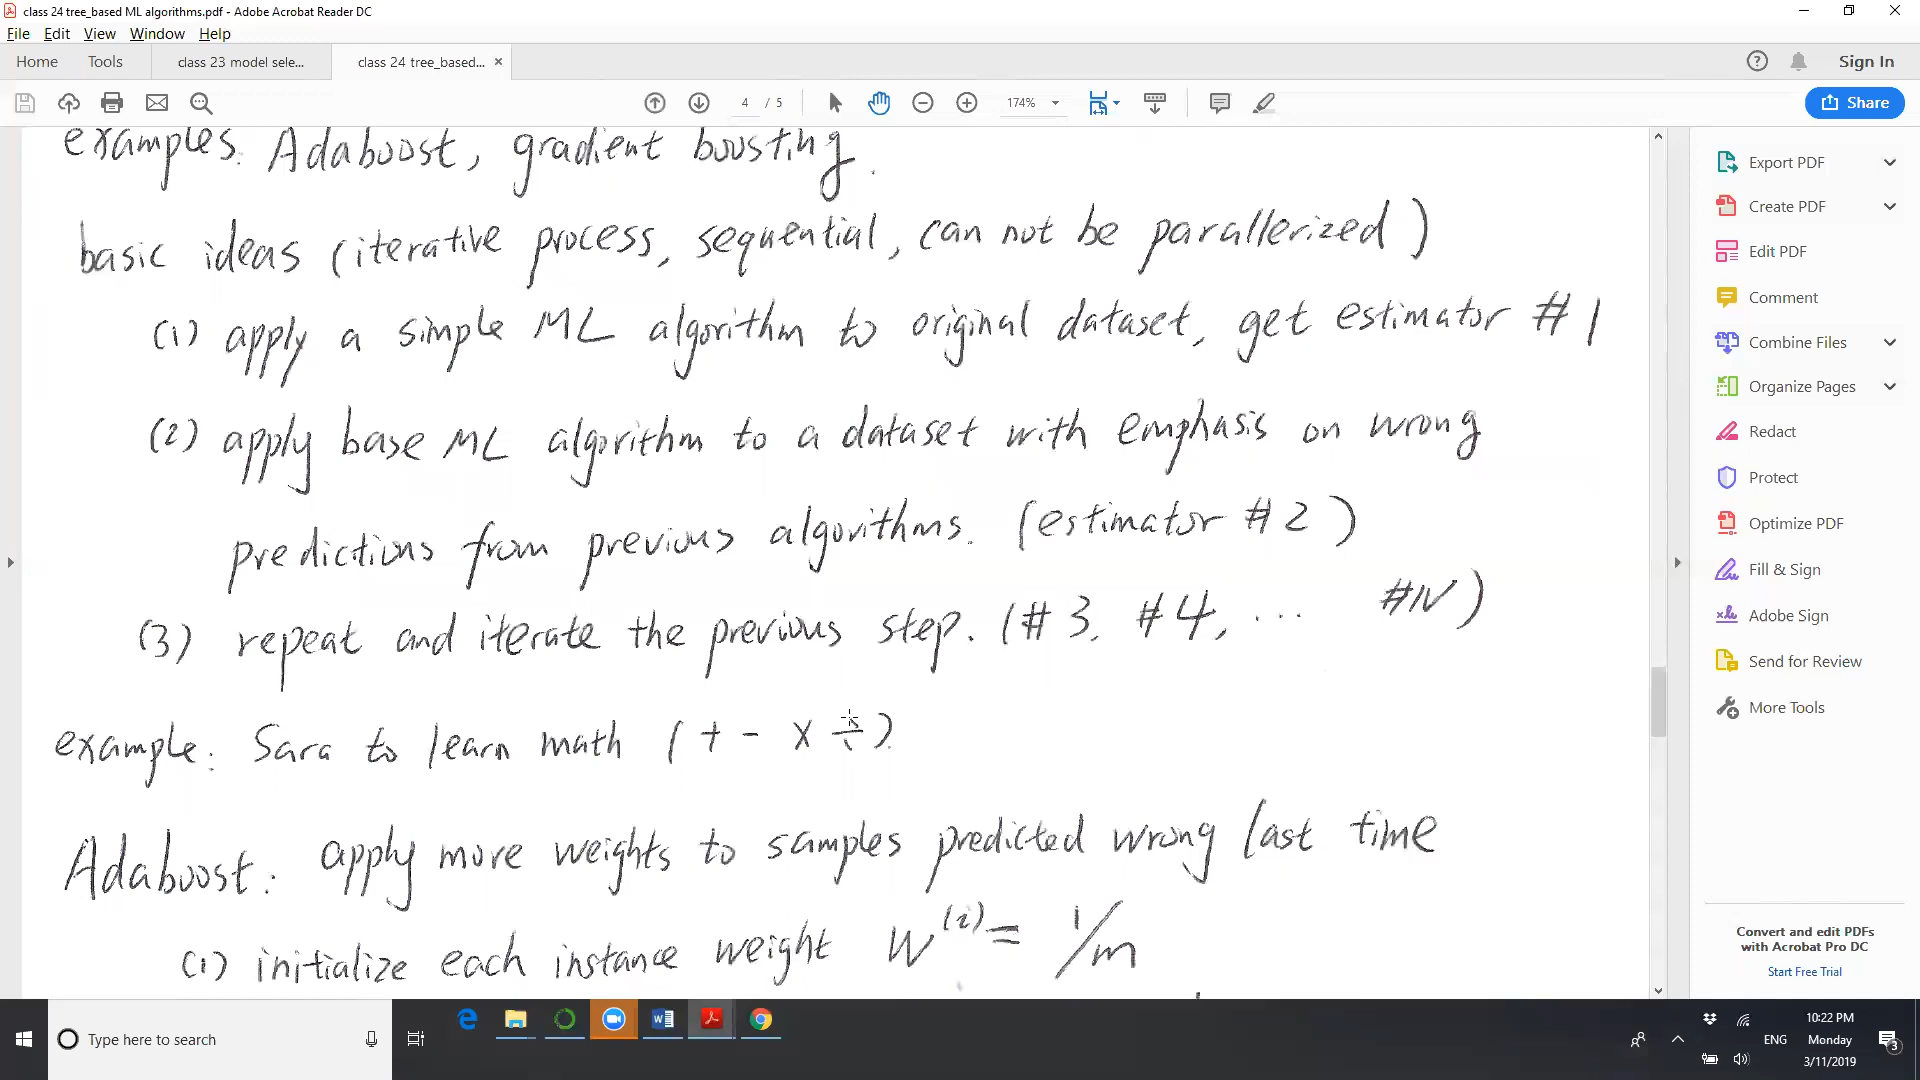 class 24 tree_based ML algorithms.pdf - Adobe Acrobat Reader DC
File Edit View Window Help
Home Tools class 23 model sele... class 24 tree_based... × Sign In
4 / 5 174% Share
examples: Adaboost, gradient boosting.
basic ideas (iterative process, sequential, can not be parallerized)
(1) apply a simple ML algorithm to original dataset, get estimator #1
(2) apply base ML algorithm to a dataset with emphasis on wrong
predictions from previous algorithms. (estimator #2)
(3) repeat and iterate the previous step. (#3, #4, ... #N)
example: Sara to learn math (+ - × ÷).
Adaboost: apply more weights to samples predicted wrong last time
(1) initialize each instance weight W^(i) = 1/m
Export PDF
Create PDF
Edit PDF
Comment
Combine Files
Organize Pages
Redact
Protect
Optimize PDF
Fill & Sign
Adobe Sign
Send for Review
More Tools
Convert and edit PDFs
with Acrobat Pro DC
Start Free Trial
Type here to search
ENG
10:22 PM
Monday
3/11/2019
3